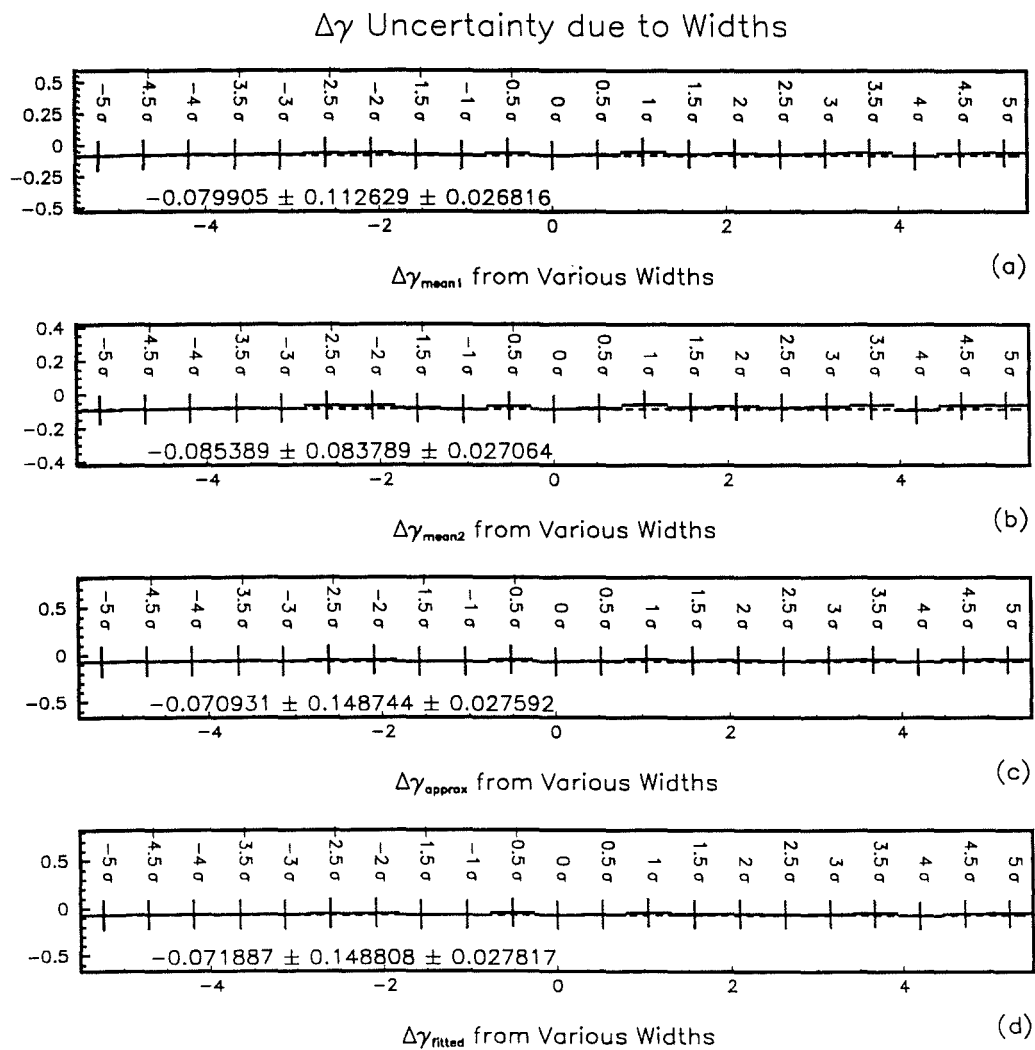 Δγ Uncertainty due to Widths
0.5
0.25
0
−0.25
−0.5
−5 σ 4.5 σ −4 σ 3.5 σ −3 σ 2.5 σ −2 σ 1.5 σ −1 σ 0.5 σ 0 σ 0.5 σ 1 σ 1.5 σ 2 σ 2.5 σ 3 σ 3.5 σ 4 σ 4.5 σ 5 σ
−0.079905 ± 0.112629 ± 0.026816
−4 −2 0 2 4
Δγmean1 from Various Widths
(a)
0.4
0.2
0
−0.2
−0.4
−5 σ 4.5 σ −4 σ 3.5 σ −3 σ 2.5 σ −2 σ 1.5 σ −1 σ 0.5 σ 0 σ 0.5 σ 1 σ 1.5 σ 2 σ 2.5 σ 3 σ 3.5 σ 4 σ 4.5 σ 5 σ
−0.085389 ± 0.083789 ± 0.027064
−4 −2 0 2 4
Δγmean2 from Various Widths
(b)
0.5
0
−0.5
−5 σ 4.5 σ −4 σ 3.5 σ −3 σ 2.5 σ −2 σ 1.5 σ −1 σ 0.5 σ 0 σ 0.5 σ 1 σ 1.5 σ 2 σ 2.5 σ 3 σ 3.5 σ 4 σ 4.5 σ 5 σ
−0.070931 ± 0.148744 ± 0.027592
−4 −2 0 2 4
Δγapprox from Various Widths
(c)
0.5
0
−0.5
−5 σ 4.5 σ −4 σ 3.5 σ −3 σ 2.5 σ −2 σ 1.5 σ −1 σ 0.5 σ 0 σ 0.5 σ 1 σ 1.5 σ 2 σ 2.5 σ 3 σ 3.5 σ 4 σ 4.5 σ 5 σ
−0.071887 ± 0.148808 ± 0.027817
−4 −2 0 2 4
Δγfitted from Various Widths
(d)